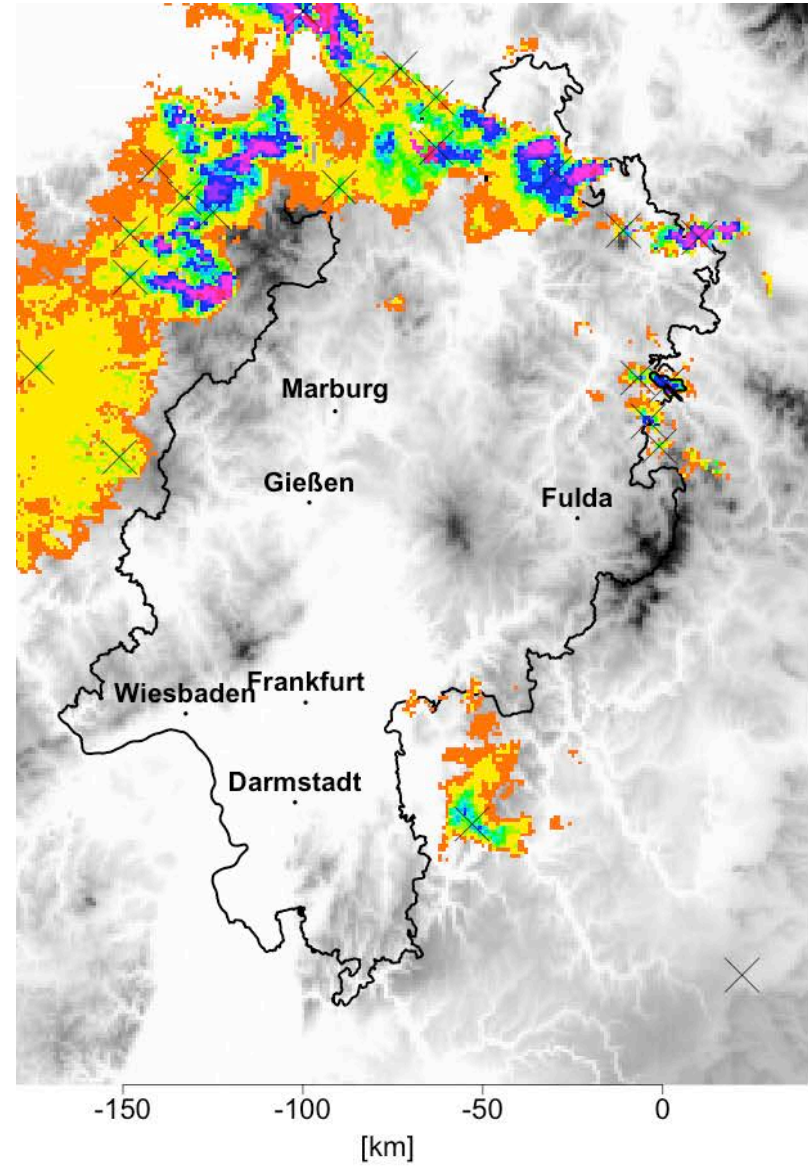 Marburg
Gießen
Fulda
Wiesbaden
Frankfurt
Darmstadt
-150 -100 -50 0
[km]